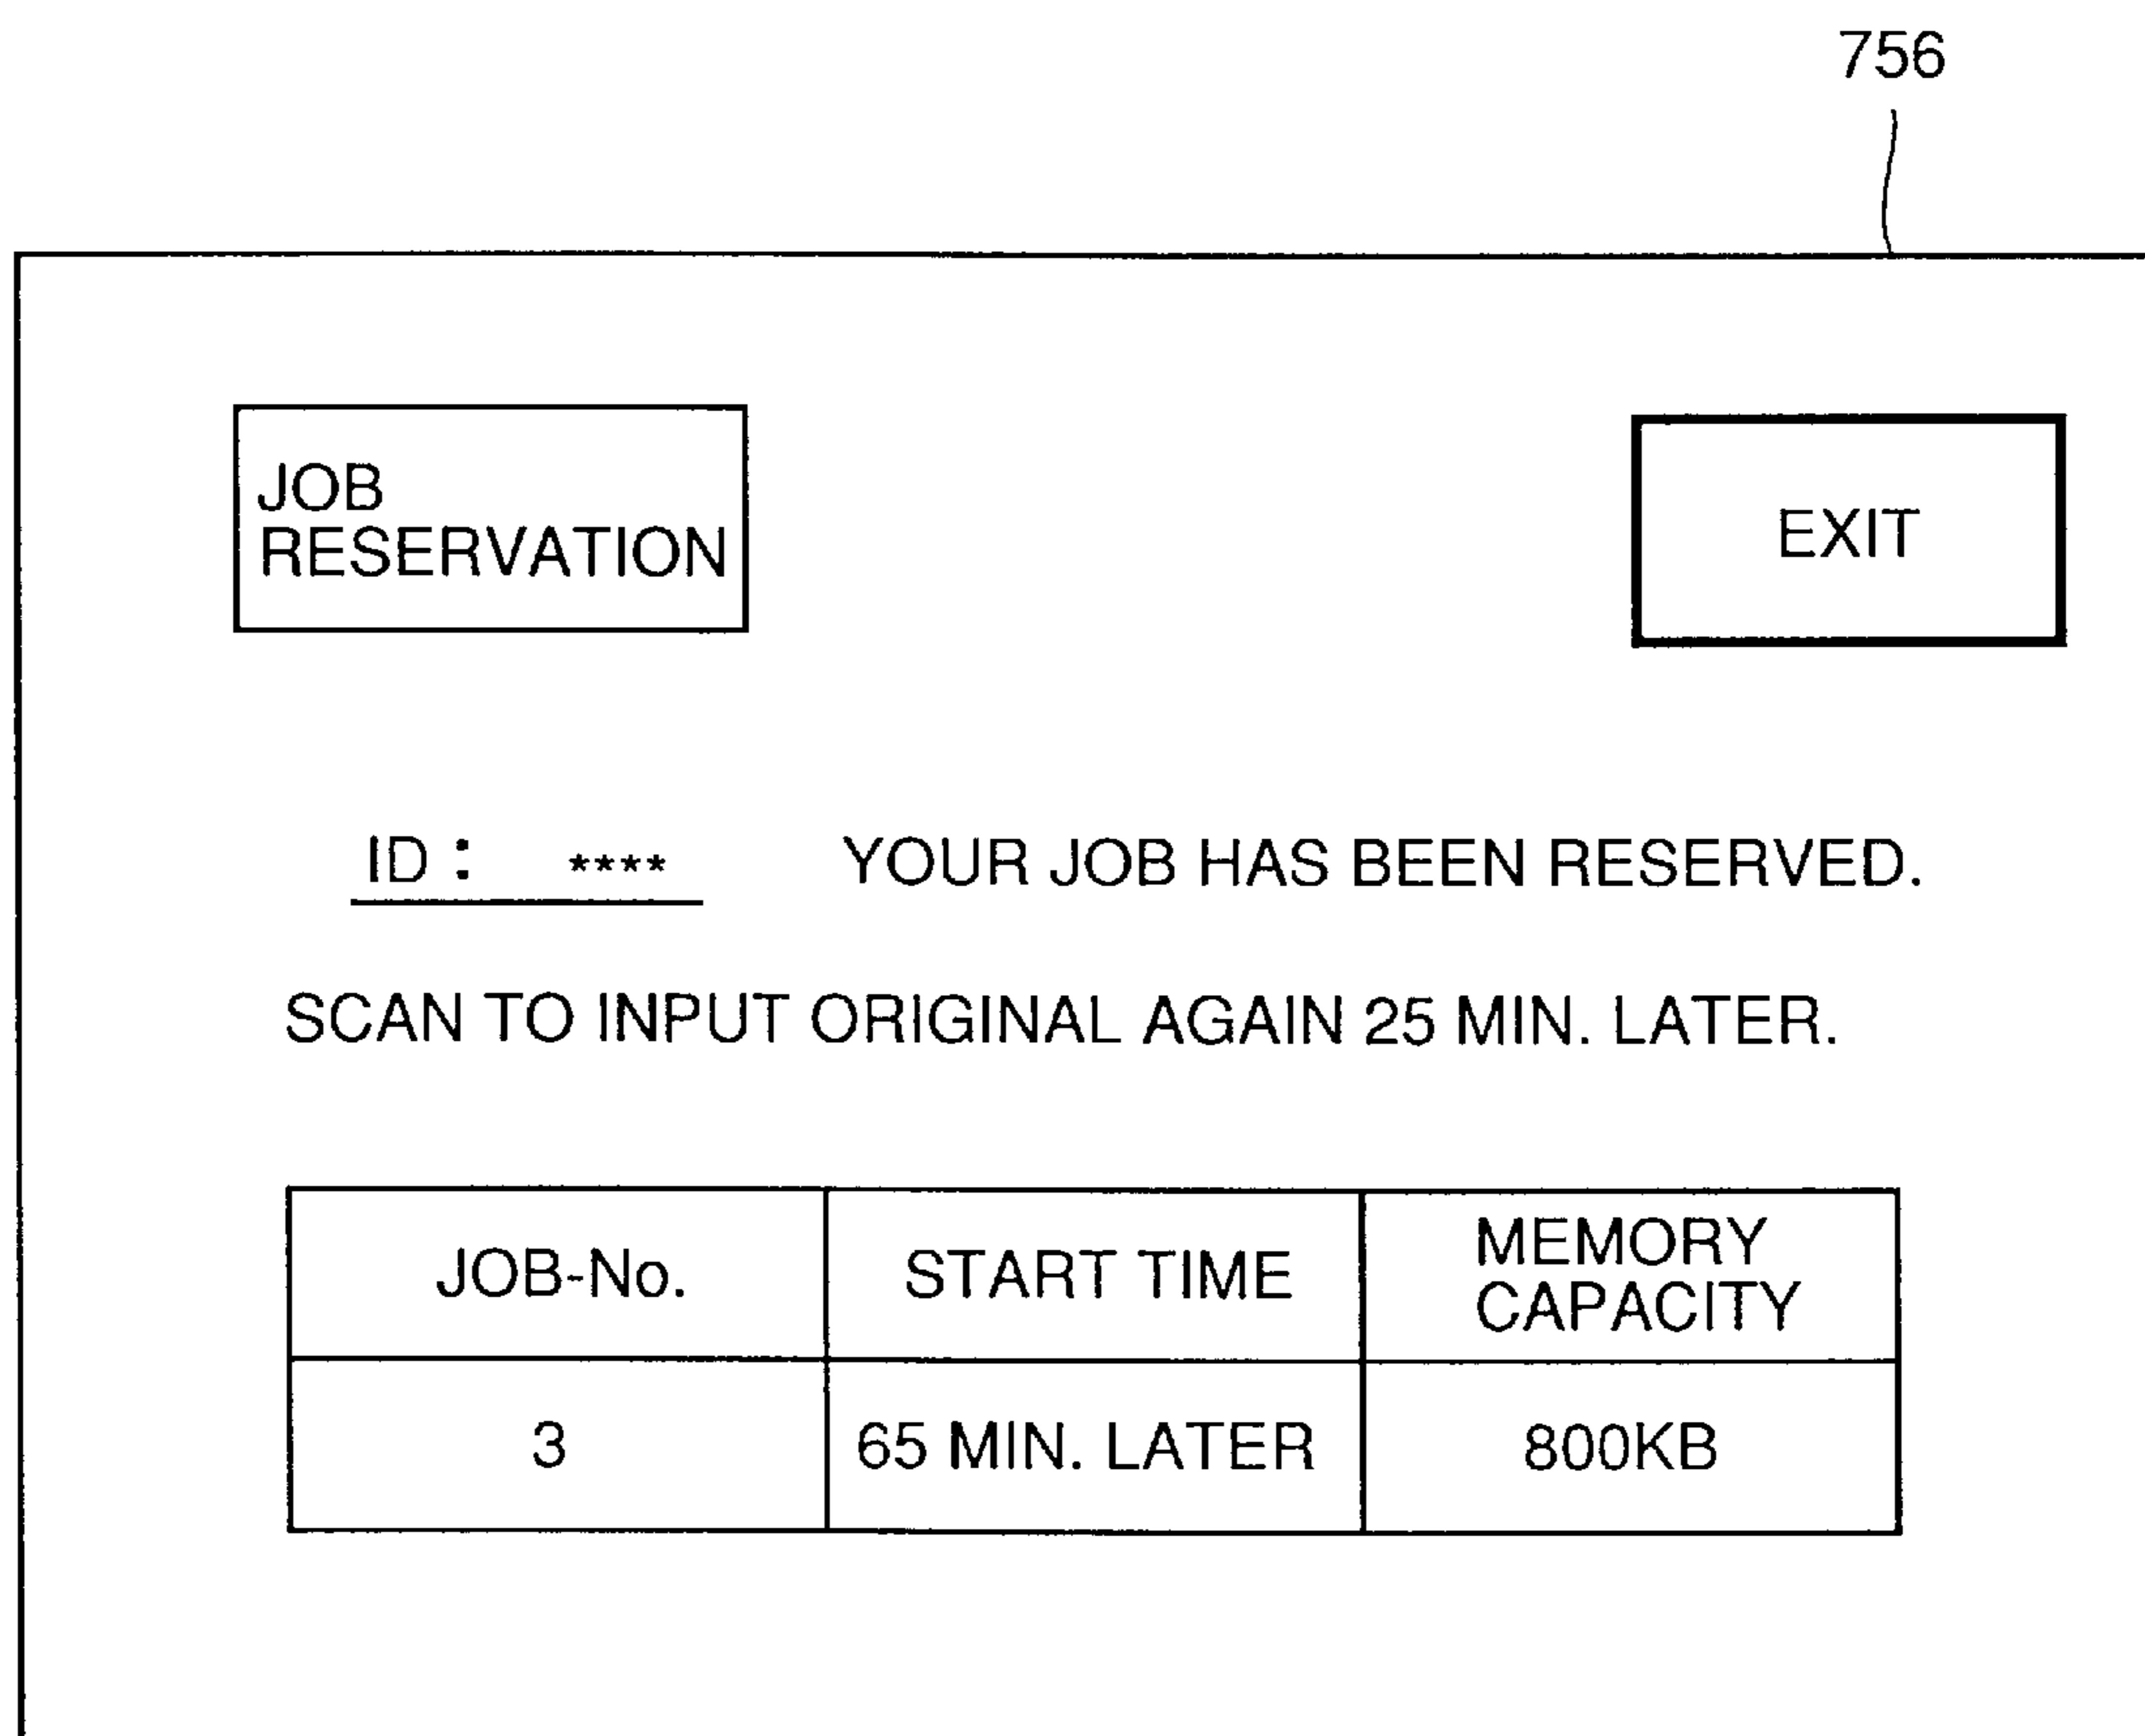 756
JOB
RESERVATION
EXIT
ID : **** YOUR JOB HAS BEEN RESERVED.
SCAN TO INPUT ORIGINAL AGAIN 25 MIN. LATER.
JOB-No. START TIME MEMORY CAPACITY
3 65 MIN. LATER 800KB